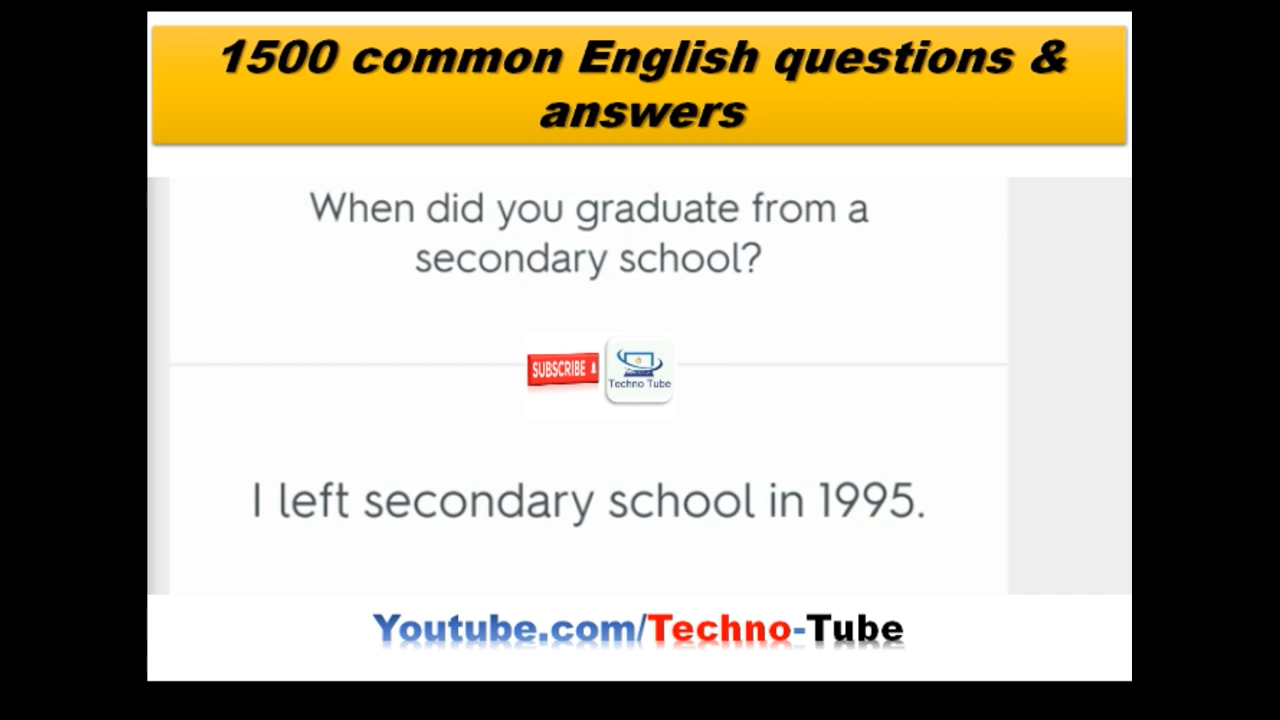 1500 common English questions &
answers
When did you graduate from a
secondary school?
SUBSCRIBE
Techno Tube
I left secondary school in 1995.
Youtube.com/Techno-Tube